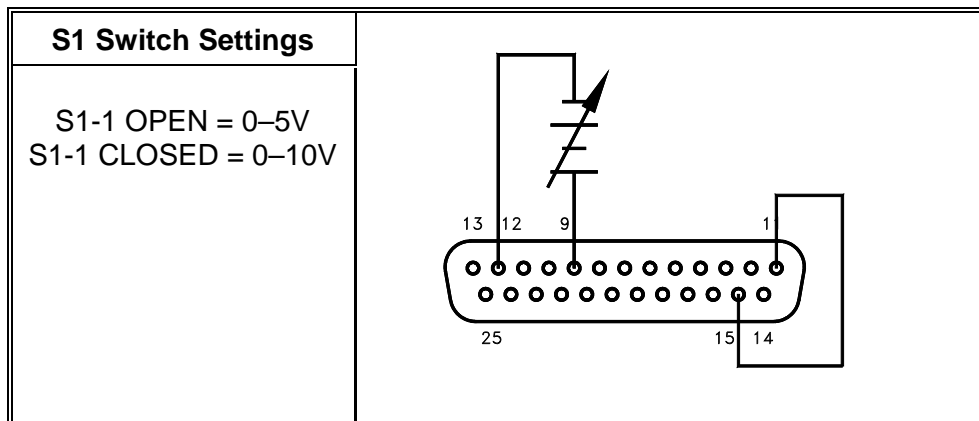 S1 Switch Settings
S1-1 OPEN = 0–5V
S1-1 CLOSED = 0–10V
13 12 9 1
25 15 14